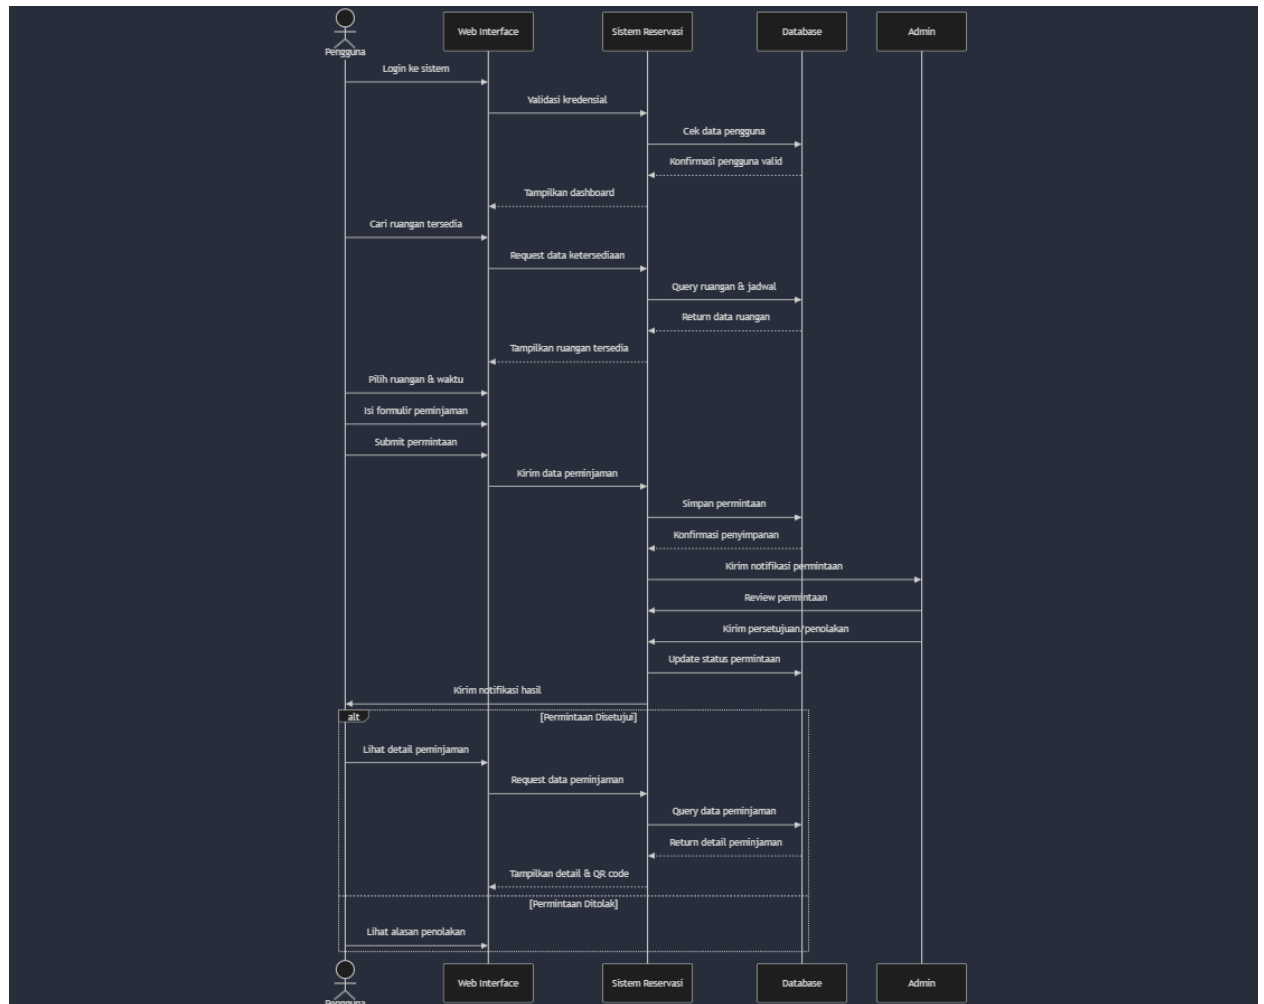 Pengguna
Web Interface
Sistem Reservasi
Database
Admin
Login ke sistem
Validasi kredensial
Cek data pengguna
Konfirmasi pengguna valid
Tampilkan dashboard
Cari ruangan tersedia
Request data ketersediaan
Query ruangan & jadwal
Return data ruangan
Tampilkan ruangan tersedia
Pilih ruangan & waktu
Isi formulir peminjaman
Submit permintaan
Kirim data peminjaman
Simpan permintaan
Konfirmasi penyimpanan
Kirim notifikasi permintaan
Review permintaan
Kirim persetujuan/penolakan
Update status permintaan
Kirim notifikasi hasil
alt
[Permintaan Disetujui]
Lihat detail peminjaman
Request data peminjaman
Query data peminjaman
Return detail peminjaman
Tampilkan detail & QR code
[Permintaan Ditolak]
Lihat alasan penolakan
Web Interface
Sistem Reservasi
Database
Admin
Pengguna